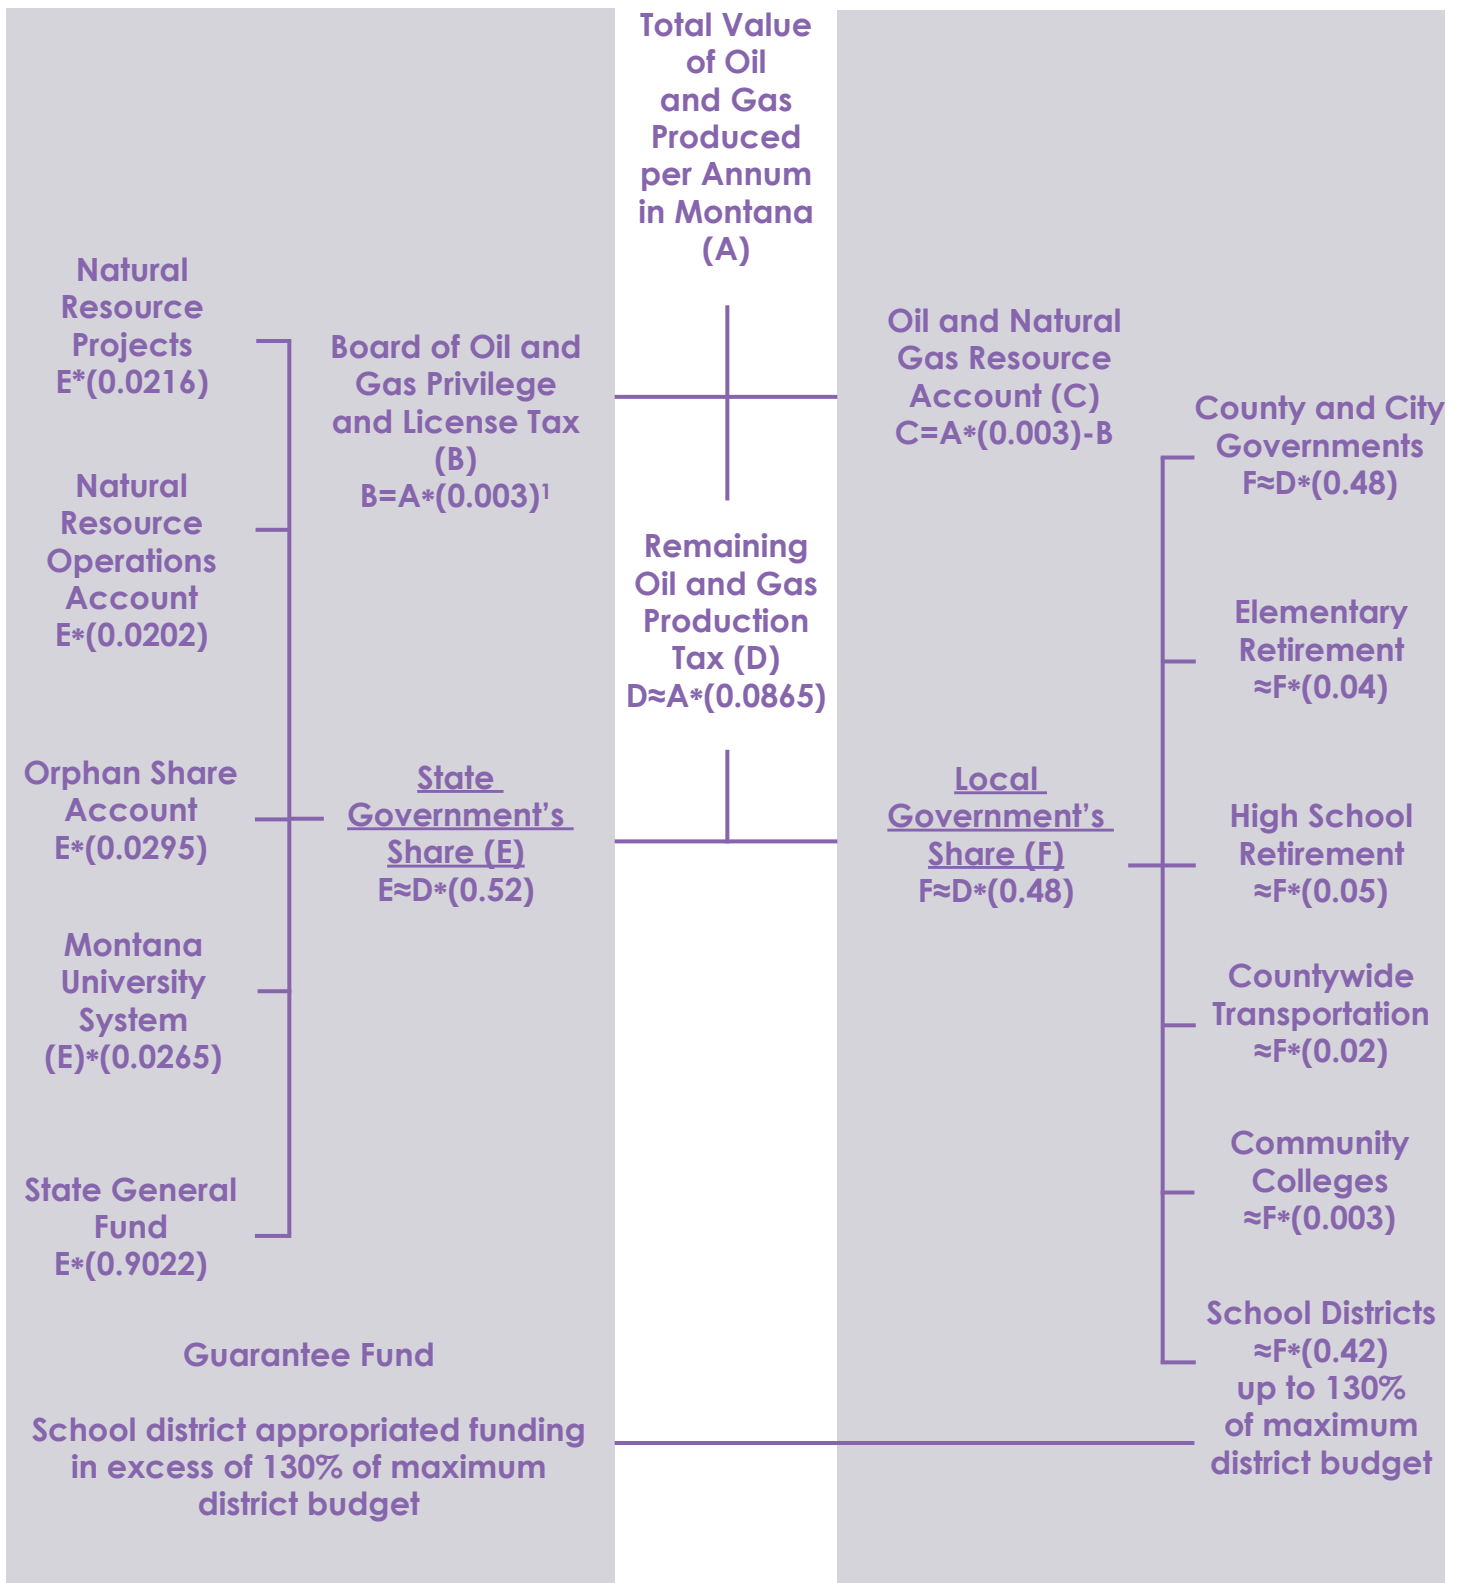 Total Value
of Oil
and Gas
Produced
per Annum
in Montana
(A)
Natural
Resource
Projects
E*(0.0216)
Natural
Resource
Operations
Account
E*(0.0202)
Orphan Share
Account
E*(0.0295)
Montana
University
System
(E)*(0.0265)
State General
Fund
E*(0.9022)
Board of Oil and
Gas Privilege
and License Tax
(B)
B=A*(0.003)¹
State
Government’s
Share (E)
E≈D*(0.52)
Guarantee Fund
School district appropriated funding
in excess of 130% of maximum
district budget
Remaining
Oil and Gas
Production
Tax (D)
D≈A*(0.0865)
Oil and Natural
Gas Resource
Account (C)
C=A*(0.003)-B
Local
Government’s
Share (F)
F≈D*(0.48)
County and City
Governments
F≈D*(0.48)
Elementary
Retirement
≈F*(0.04)
High School
Retirement
≈F*(0.05)
Countywide
Transportation
≈F*(0.02)
Community
Colleges
≈F*(0.003)
School Districts
≈F*(0.42)
up to 130%
of maximum
district budget